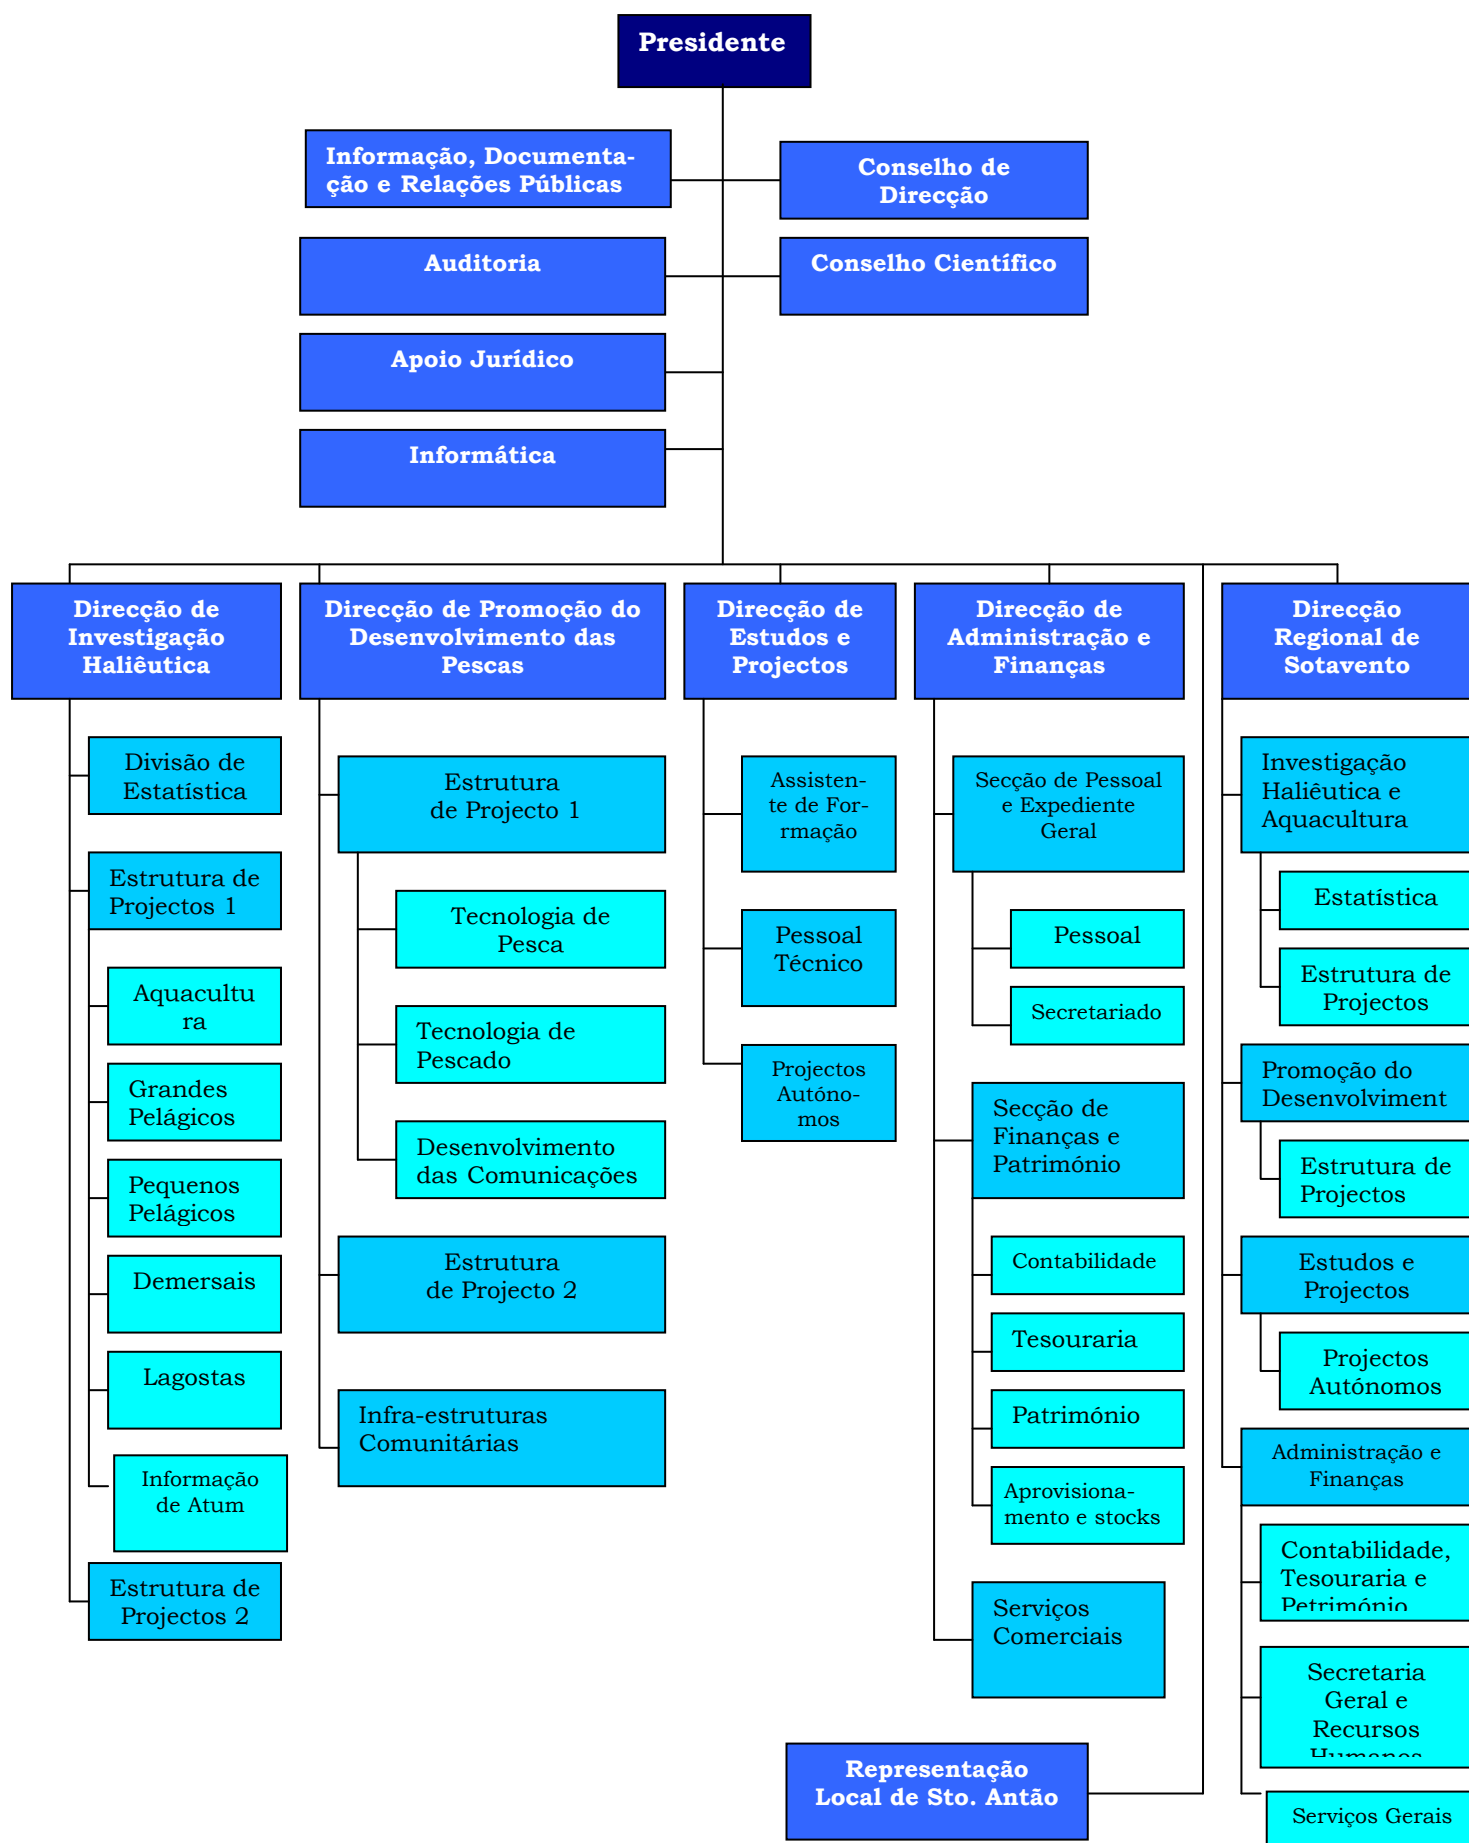 Presidente
Informação, Documenta-
ção e Relações Públicas
Conselho de
Direcção
Auditoria
Conselho Científico
Apoio Jurídico
Informática
Direcção de
Investigação
Haliêutica
Direcção de Promoção do
Desenvolvimento das
Pescas
Direcção de
Estudos e
Projectos
Direcção de
Administração e
Finanças
Direcção
Regional de
Sotavento
Divisão de
Estatística
Estrutura de
Projectos 1
Aquacultu
ra
Grandes
Pelágicos
Pequenos
Pelágicos
Demersais
Lagostas
Informação
de Atum
Estrutura de
Projectos 2
Estrutura
de Projecto 1
Tecnologia de
Pesca
Tecnologia de
Pescado
Desenvolvimento
das Comunicações
Estrutura
de Projecto 2
Infra-estruturas
Comunitárias
Assisten-
te de For-
rmação
Pessoal
Técnico
Projectos
Autóno-
mos
Secção de Pessoal
e Expediente
Geral
Pessoal
Secretariado
Secção de
Finanças e
Património
Contabilidade
Tesouraria
Património
Aprovisiona-
mento e stocks
Serviços
Comerciais
Representação
Local de Sto. Antão
Investigação
Haliêutica e
Aquacultura
Estatística
Estrutura de
Projectos
Promoção do
Desenvolviment
Estrutura de
Projectos
Estudos e
Projectos
Projectos
Autónomos
Administração e
Finanças
Contabilidade,
Tesouraria e
Petrimónio
Secretaria
Geral e
Recursos
Humanos
Serviços Gerais